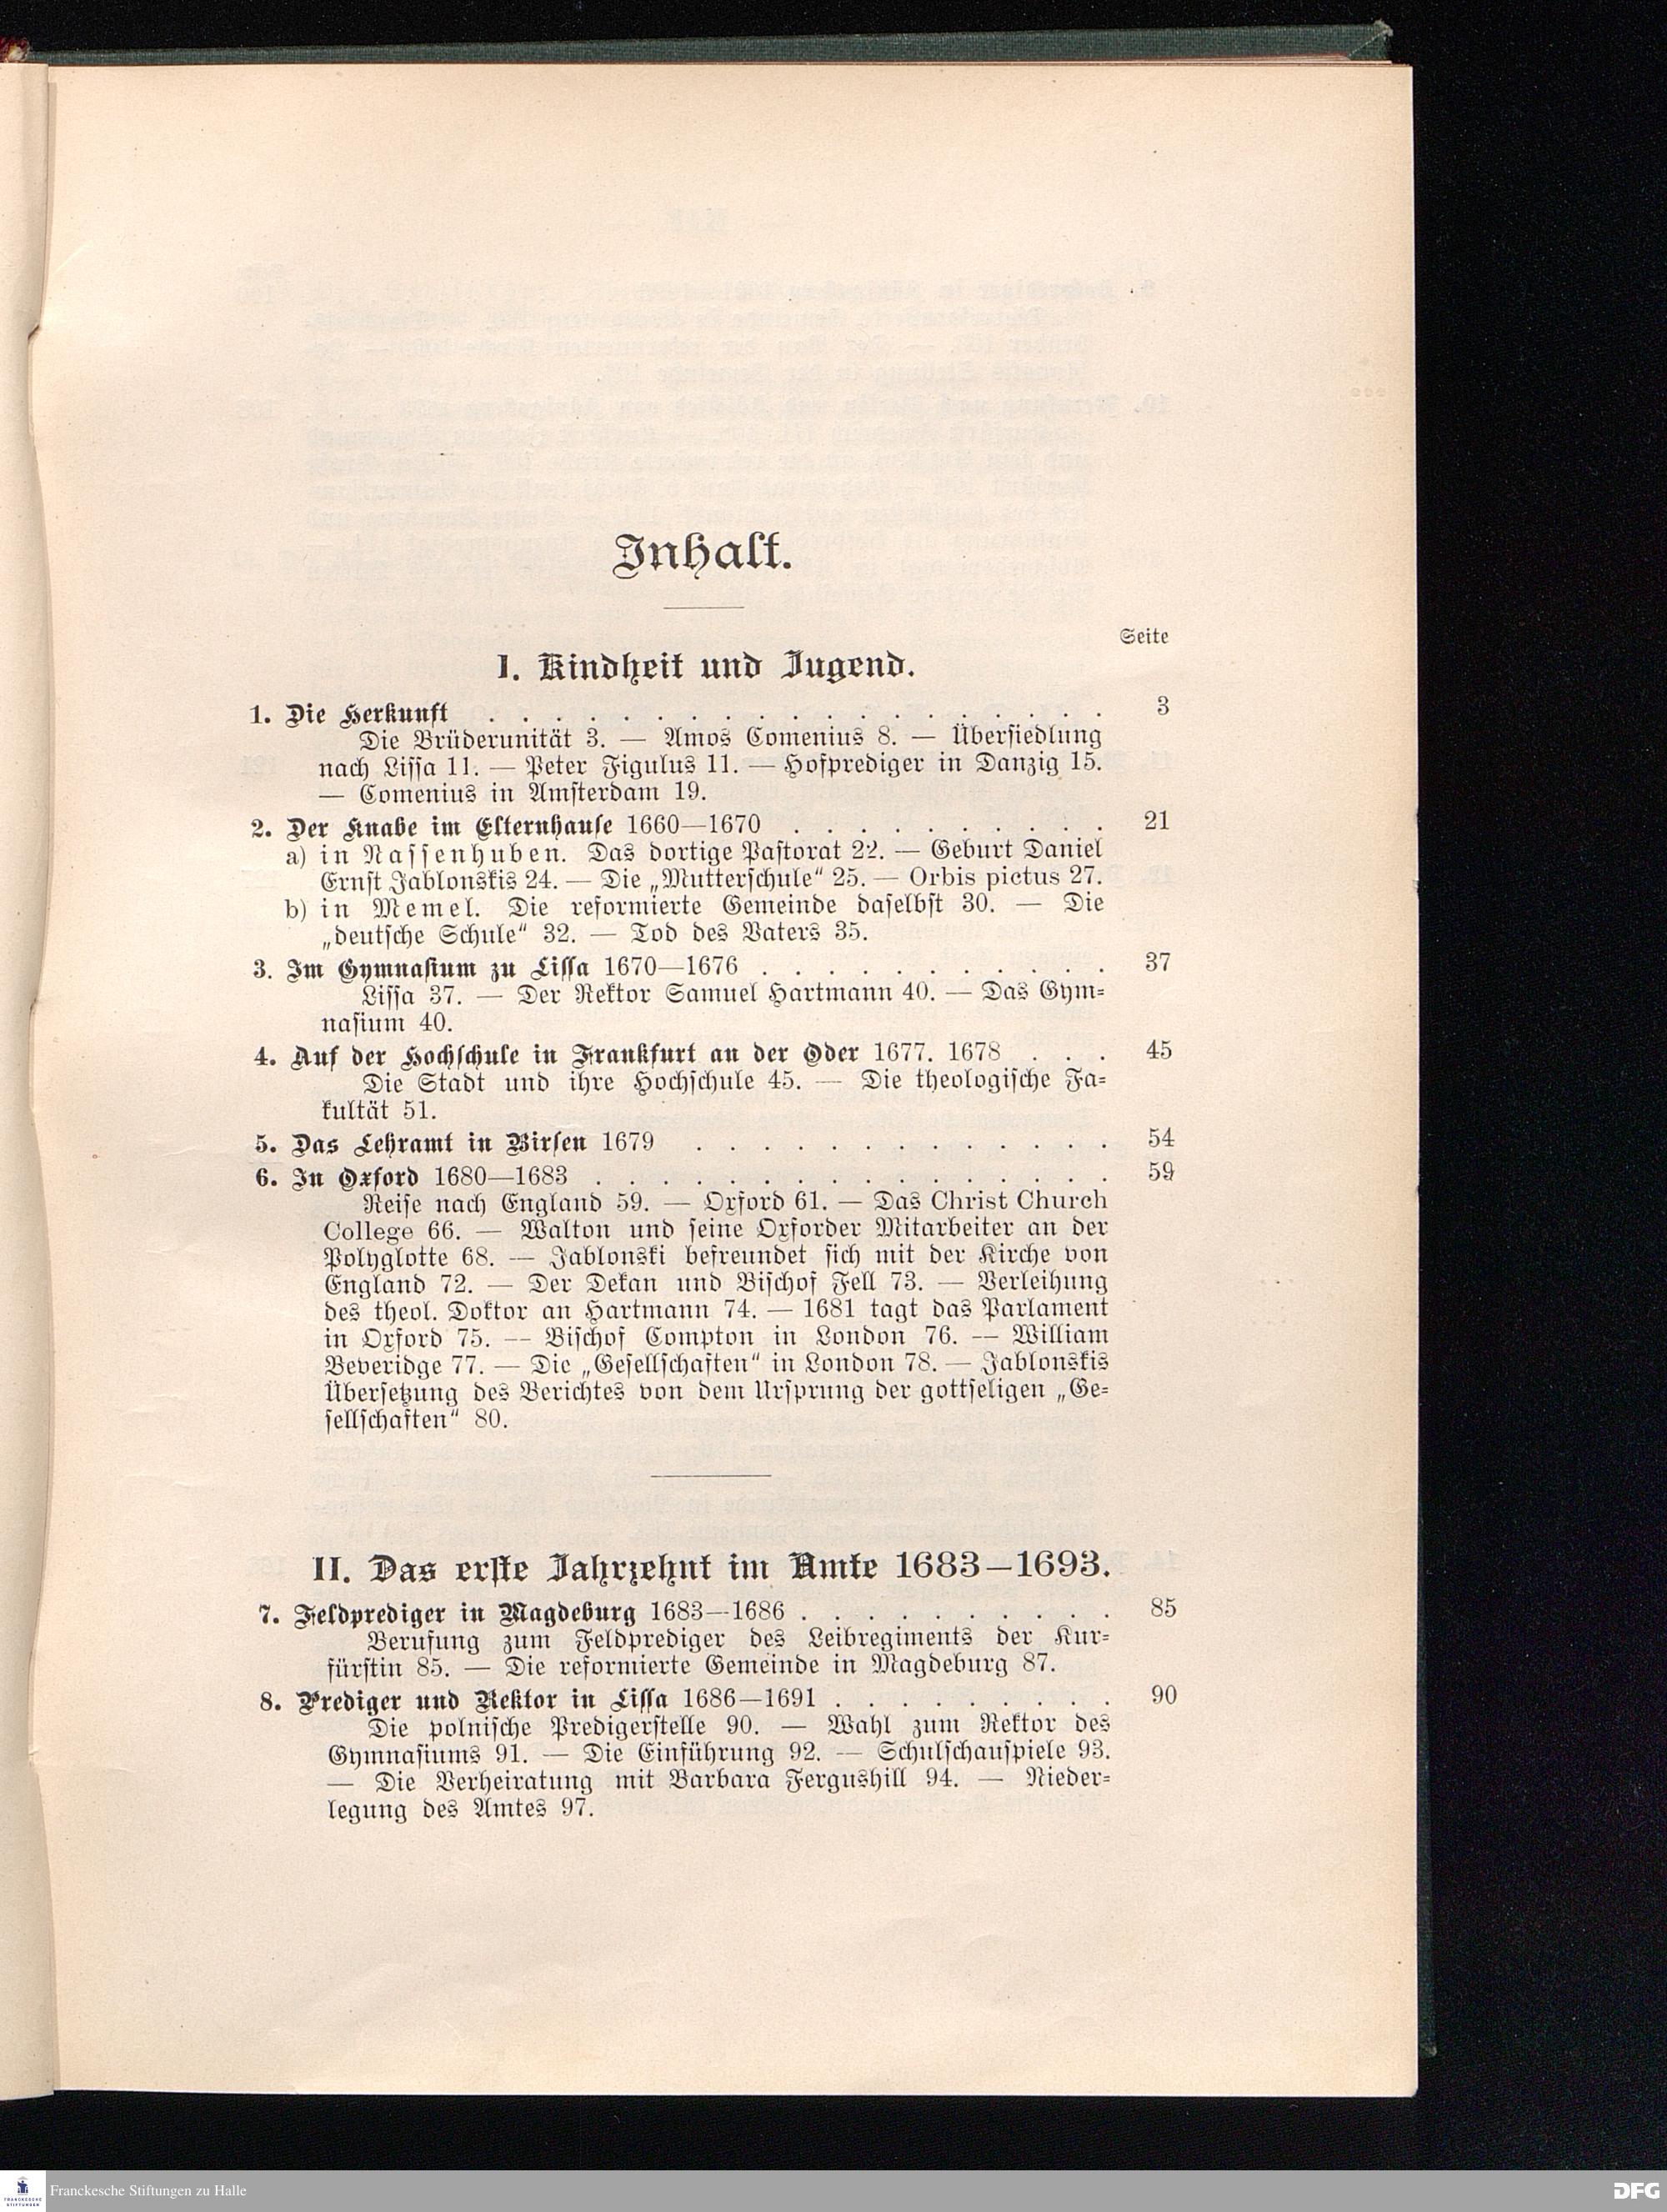 Inhalt.
Seite
I. Kindheit und Jugend.
1. Die Herkunft . . . . . . . . . . . . . . . . . . . 3
Die Brüderunität 3. — Amos Comenius 8. — Übersiedlung
nach Lissa 11. — Peter Figulus 11. — Hofprediger in Danzig 15.
— Comenius in Amsterdam 19.
2. Der Knabe im Elternhause 1660—1670 . . . . . . . . . . 21
a) in Nassenhuben. Das dortige Pastorat 22. — Geburt Daniel
Ernst Jablonskis 24. — Die „Mutterschule“ 25. — Orbis pictus 27.
b) in Memel. Die reformierte Gemeinde daselbst 30. — Die
„deutsche Schule“ 32. — Tod des Vaters 35.
3. Im Gymnasium zu Lissa 1670—1676 . . . . . . . . . . . 37
Lissa 37. — Der Rektor Samuel Hartmann 40. — Das Gym-
nasium 40.
4. Auf der Hochschule in Frankfurt an der Oder 1677. 1678 . . . 45
Die Stadt und ihre Hochschule 45. — Die theologische Fa-
kultät 51.
5. Das Lehramt in Birsen 1679 . . . . . . . . . . . . . 54
6. In Oxford 1680—1683 . . . . . . . . . . . . . . . . 59
Reise nach England 59. — Oxford 61. — Das Christ Church
College 66. — Walton und seine Oxforder Mitarbeiter an der
Polyglotte 68. — Jablonski befreundet sich mit der Kirche von
England 72. — Der Dekan und Bischof Fell 73. — Verleihung
des theol. Doktor an Hartmann 74. — 1681 tagt das Parlament
in Oxford 75. — Bischof Compton in London 76. — William
Beveridge 77. — Die „Gesellschaften“ in London 78. — Jablonskis
Übersetzung des Berichtes von dem Ursprung der gottseligen „Ge-
sellschaften“ 80.
II. Das erste Jahrzehnt im Amte 1683—1693.
7. Feldprediger in Magdeburg 1683—1686 . . . . . . . . . . 85
Berufung zum Feldprediger des Leibregiments der Kur-
fürstin 85. — Die reformierte Gemeinde in Magdeburg 87.
8. Prediger und Rektor in Lissa 1686—1691 . . . . . . . . . 90
Die polnische Predigerstelle 90. — Wahl zum Rektor des
Gymnasiums 91. — Die Einführung 92. — Schulschauspiele 93.
— Die Verheiratung mit Barbara Fergushill 94. — Nieder-
legung des Amtes 97.
FRANCKESCHE STIFTUNGEN
Franckesche Stiftungen zu Halle
DFG